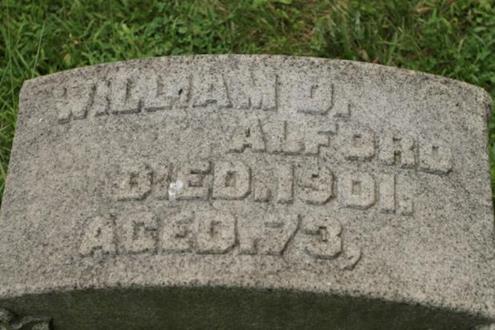 WILLIAM D.
ALFORD
DIED.1901.
AGED.73,